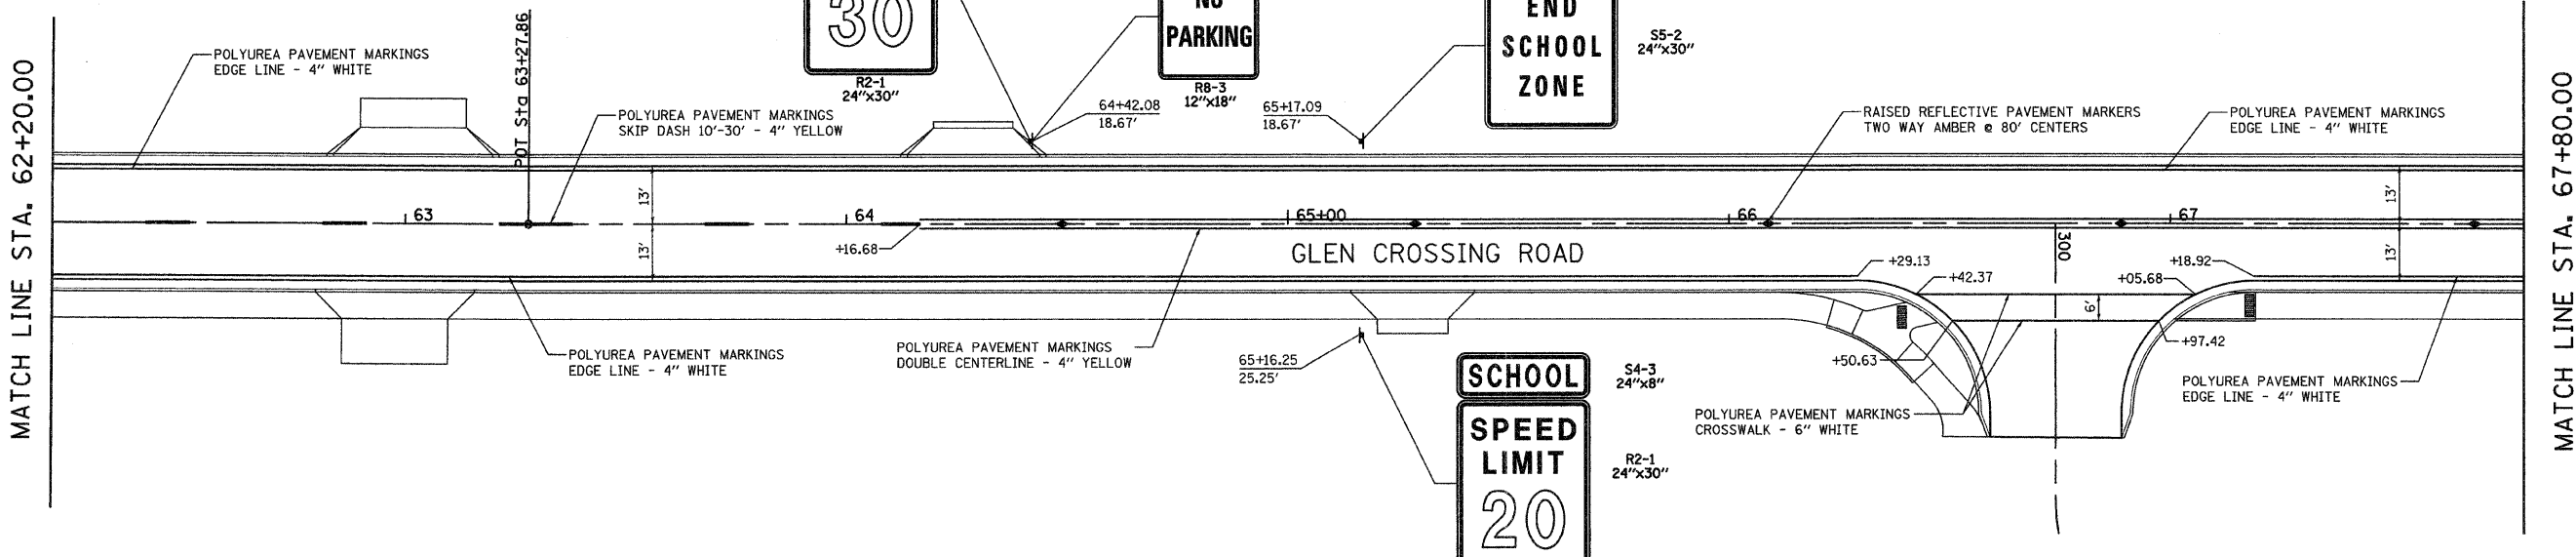 MATCH LINE STA. 62+20.00
POLYUREA PAVEMENT MARKINGS
EDGE LINE - 4" WHITE
POT Sta 63+27.86
POLYUREA PAVEMENT MARKINGS
SKIP DASH 10'-30' - 4" YELLOW
30
R2-1
24"x30"
NO
PARKING
R8-3
12"x18"
64+42.08
18.67'
65+17.09
18.67'
END
SCHOOL
ZONE
S5-2
24"x30"
RAISED REFLECTIVE PAVEMENT MARKERS
TWO WAY AMBER @ 80' CENTERS
POLYUREA PAVEMENT MARKINGS
EDGE LINE - 4" WHITE
MATCH LINE STA. 67+80.00
13'
13'
63
64
65+00
66
67
13'
13'
+16.68
GLEN CROSSING ROAD
300
+29.13
+42.37
+18.92
+05.68
6'
+50.63
+97.42
POLYUREA PAVEMENT MARKINGS
EDGE LINE - 4" WHITE
POLYUREA PAVEMENT MARKINGS
DOUBLE CENTERLINE - 4" YELLOW
65+16.25
25.25'
SCHOOL
S4-3
24"x8"
SPEED
LIMIT
20
R2-1
24"x30"
POLYUREA PAVEMENT MARKINGS
CROSSWALK - 6" WHITE
POLYUREA PAVEMENT MARKINGS
EDGE LINE - 4" WHITE